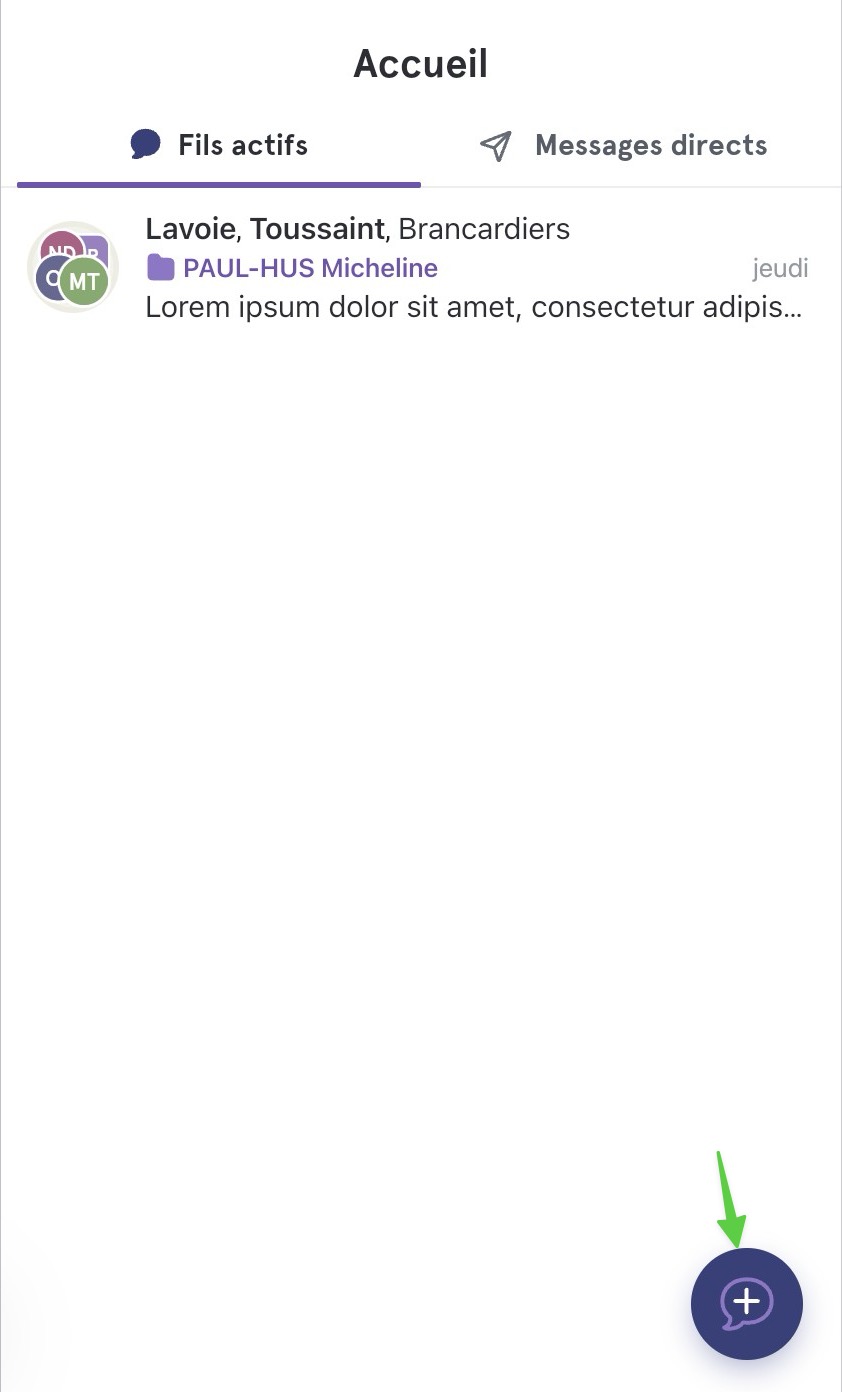 Accueil
Fils actifs
Messages directs
Lavoie, Toussaint, Brancardiers
ND
MT
PAUL-HUS Micheline
jeudi
Lorem ipsum dolor sit amet, consectetur adipis...